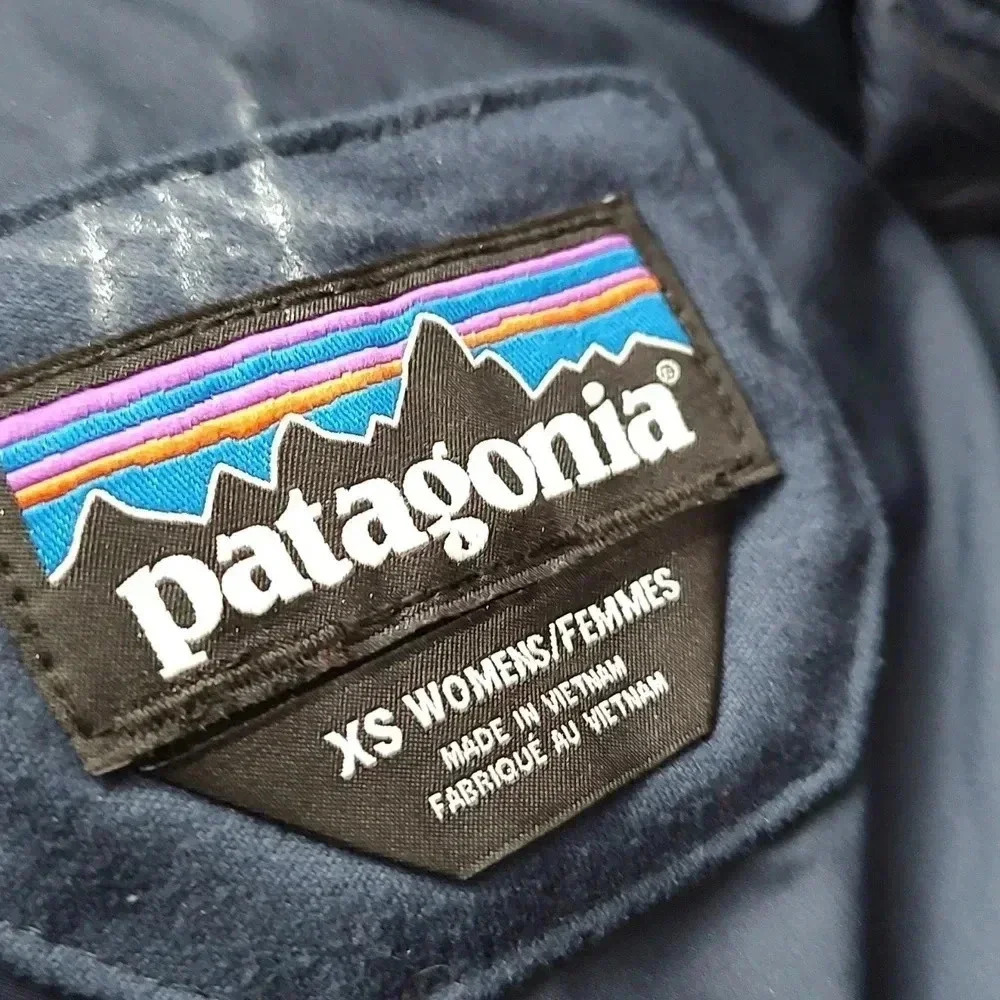 patagonia®
XS WOMENS/FEMMES
MADE IN VIETNAM
FABRIQUÉ AU VIETNAM